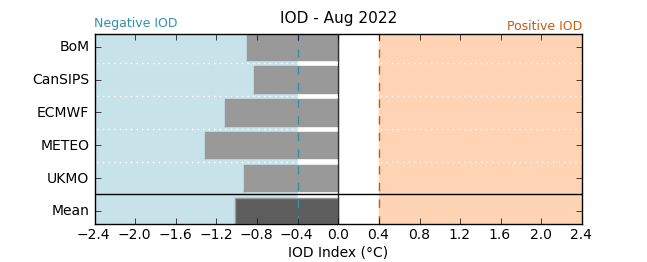 IOD - Aug 2022
Negative IOD
Positive IOD
BoM
CanSIPS
ECMWF
METEO
UKMO
Mean
−2.4 −2.0 −1.6 −1.2 −0.8 −0.4 0.0 0.4 0.8 1.2 1.6 2.0 2.4
IOD Index (°C)